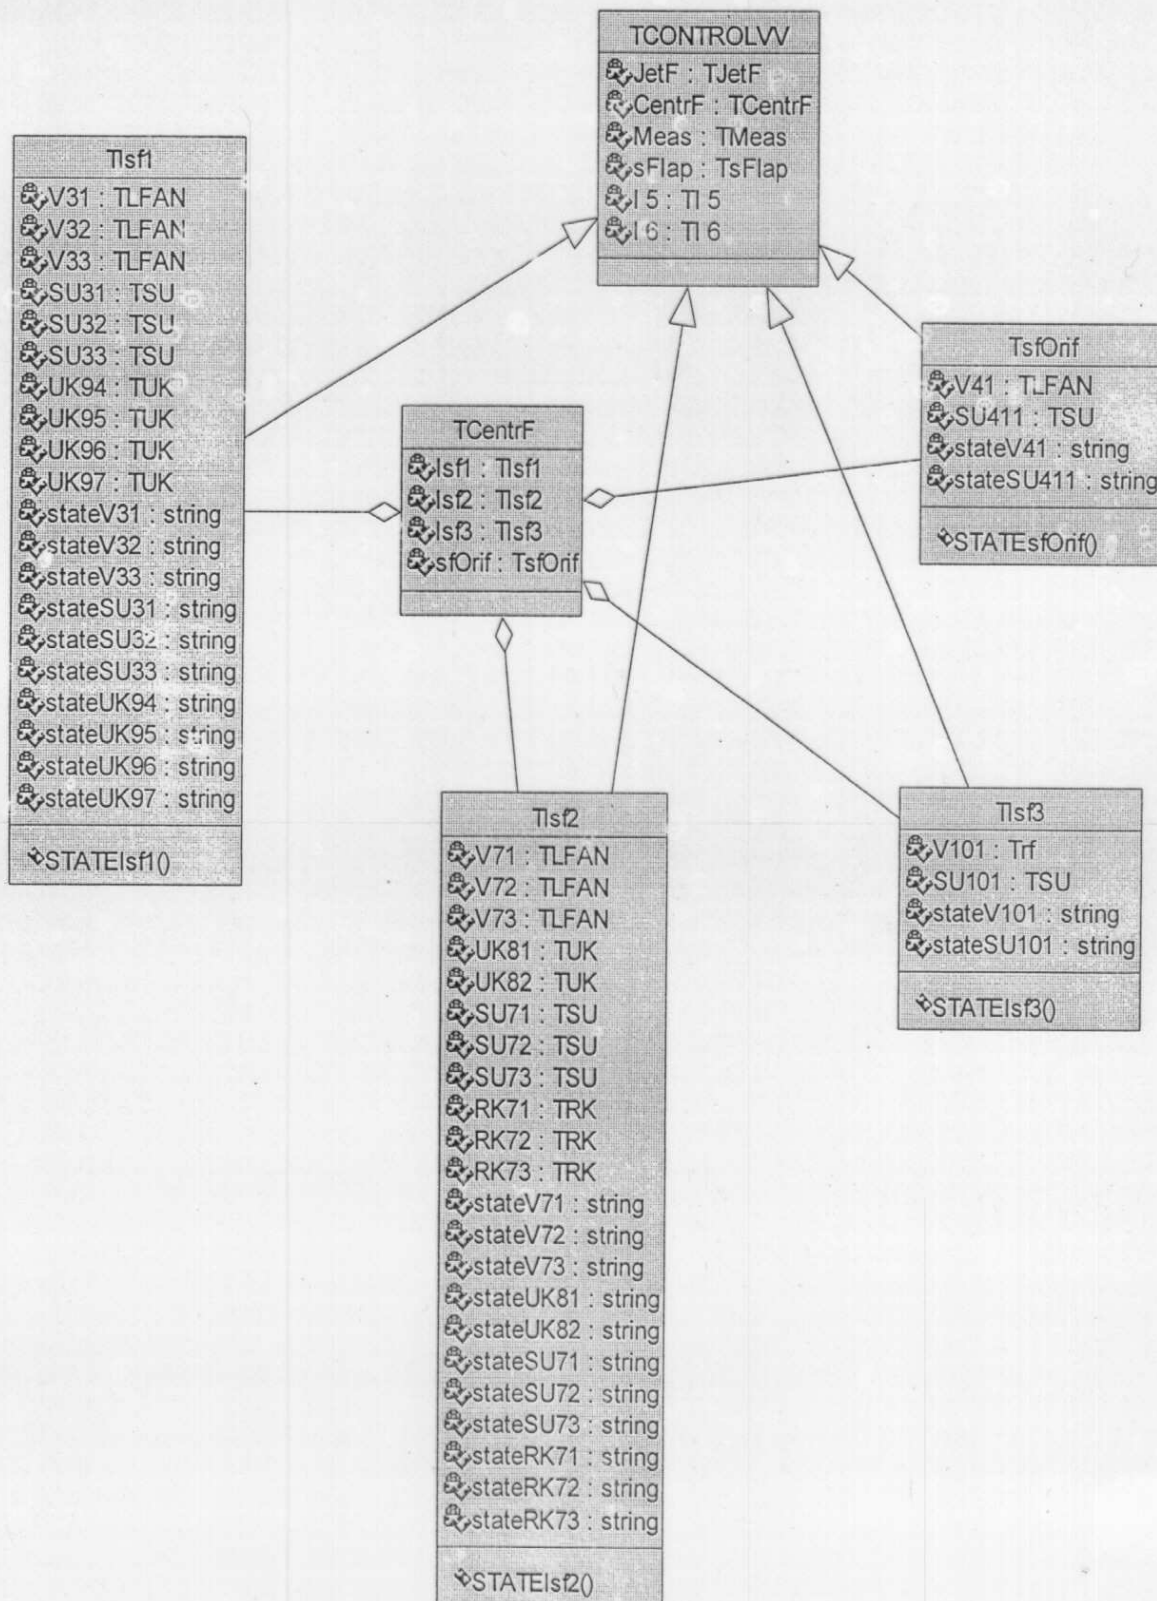 TCONTROLVV
JetF : TJetF
CentrF : TCentrF
Meas : TMeas
sFlap : TsFlap
I 5 : TI 5
I 6 : TI 6
TIsf1
V31 : TLFAN
V32 : TLFAN
V33 : TLFAN
SU31 : TSU
SU32 : TSU
SU33 : TSU
UK94 : TUK
UK95 : TUK
UK96 : TUK
UK97 : TUK
stateV31 : string
stateV32 : string
stateV33 : string
stateSU31 : string
stateSU32 : string
stateSU33 : string
stateUK94 : string
stateUK95 : string
stateUK96 : string
stateUK97 : string
STATEIsf1()
TCentrF
Isf1 : TIsf1
Isf2 : TIsf2
Isf3 : TIsf3
sfOrif : TsfOrif
TsfOrif
V41 : TLFAN
SU411 : TSU
stateV41 : string
stateSU411 : string
STATEsfOrif()
TIsf2
V71 : TLFAN
V72 : TLFAN
V73 : TLFAN
UK81 : TUK
UK82 : TUK
SU71 : TSU
SU72 : TSU
SU73 : TSU
RK71 : TRK
RK72 : TRK
RK73 : TRK
stateV71 : string
stateV72 : string
stateV73 : string
stateUK81 : string
stateUK82 : string
stateSU71 : string
stateSU72 : string
stateSU73 : string
stateRK71 : string
stateRK72 : string
stateRK73 : string
STATEIsf2()
TIsf3
V101 : Trf
SU101 : TSU
stateV101 : string
stateSU101 : string
STATEIsf3()